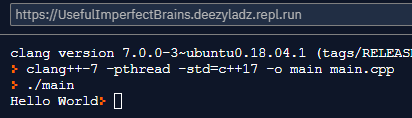 https://UsefulImperfectBrains.deezyladz.repl.run
clang version 7.0.0-3~ubuntu0.18.04.1 (tags/RELEASE
> clang++-7 -pthread -std=c++17 -o main main.cpp
> ./main
Hello World>